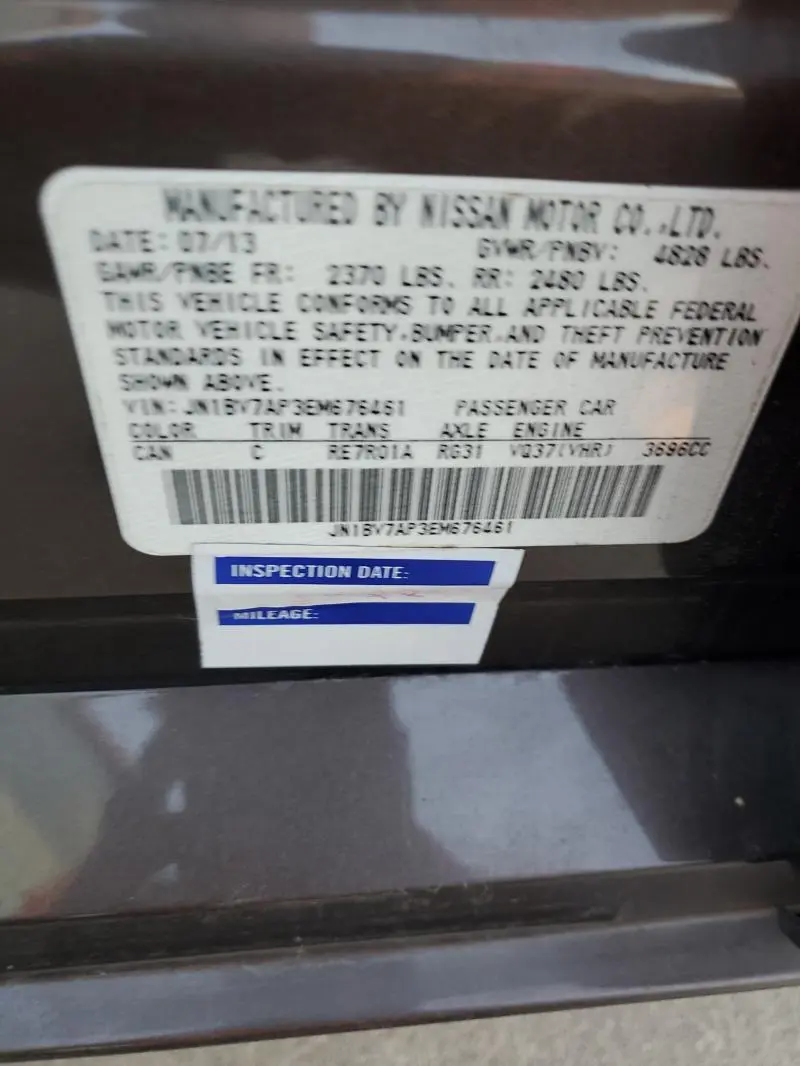 MANUFACTURED BY NISSAN MOTOR CO.,LTD.
DATE: 07/13 GVWR/PNBV: 4828 LBS.
GAWR/PNBE FR: 2370 LBS. RR: 2480 LBS.
THIS VEHICLE CONFORMS TO ALL APPLICABLE FEDERAL
MOTOR VEHICLE SAFETY,BUMPER,AND THEFT PREVENTION
STANDARDS IN EFFECT ON THE DATE OF MANUFACTURE
SHOWN ABOVE.
VIN: JN1BV7AP3EM676461 PASSENGER CAR
COLOR TRIM TRANS AXLE ENGINE
CAN C RE7R01A RG31 VQ37(VHR) 3696CC
JN1BV7AP3EM676461
INSPECTION DATE:
MILEAGE: